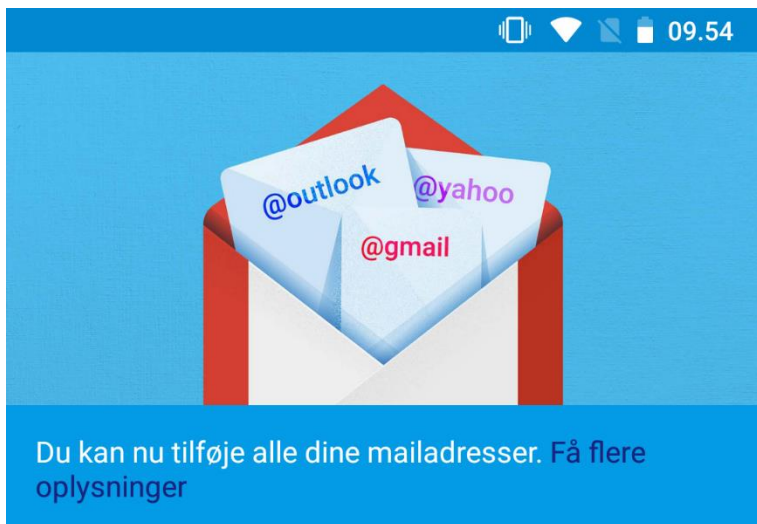 09.54
@outlook
@yahoo
@gmail
Du kan nu tilføje alle dine mailadresser. Få flere
oplysninger